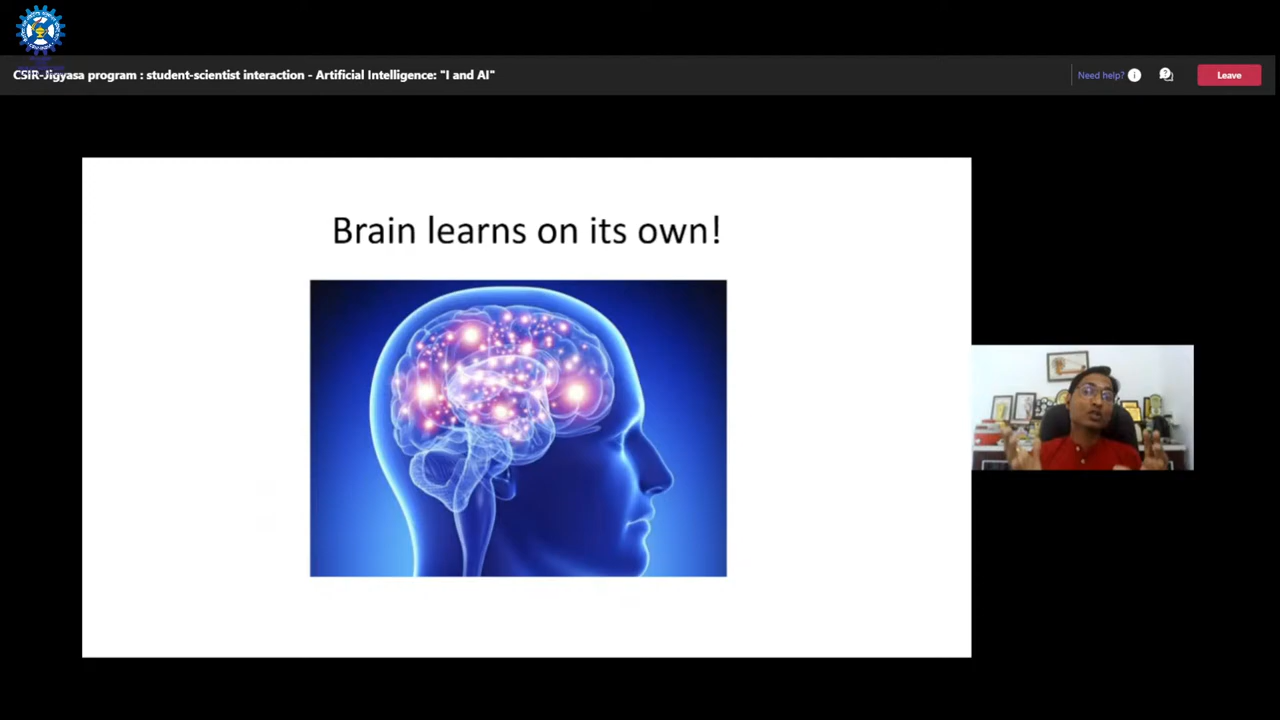 CSIR-Jigyasa program : student-scientist interaction - Artificial Intelligence: "I and AI"
Need help?
Leave
Brain learns on its own!